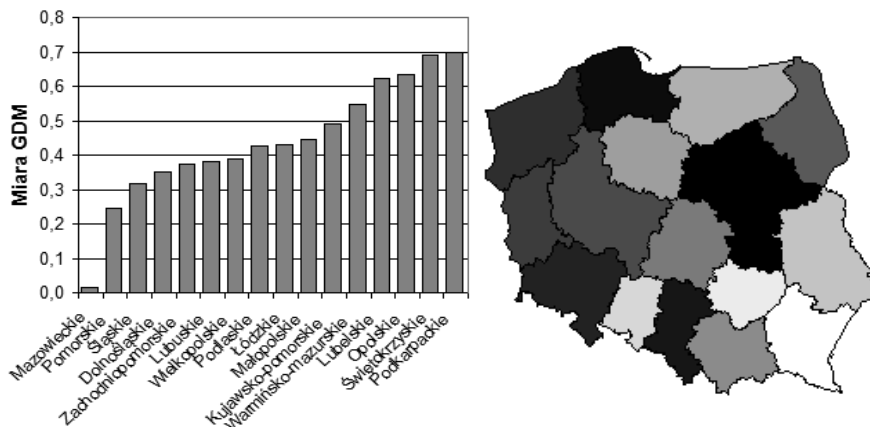 Miara GDM
0,8
0,7
0,6
0,5
0,4
0,3
0,2
0,1
0,0
Mazowieckie
Pomorskie
Śląskie
Dolnośląskie
Zachodniopomorskie
Lubuskie
Wielkopolskie
Podlaskie
Łódzkie
Małopolskie
Kujawsko-pomorskie
Warmińsko-mazurskie
Lubelskie
Opolskie
Świętokrzyskie
Podkarpackie